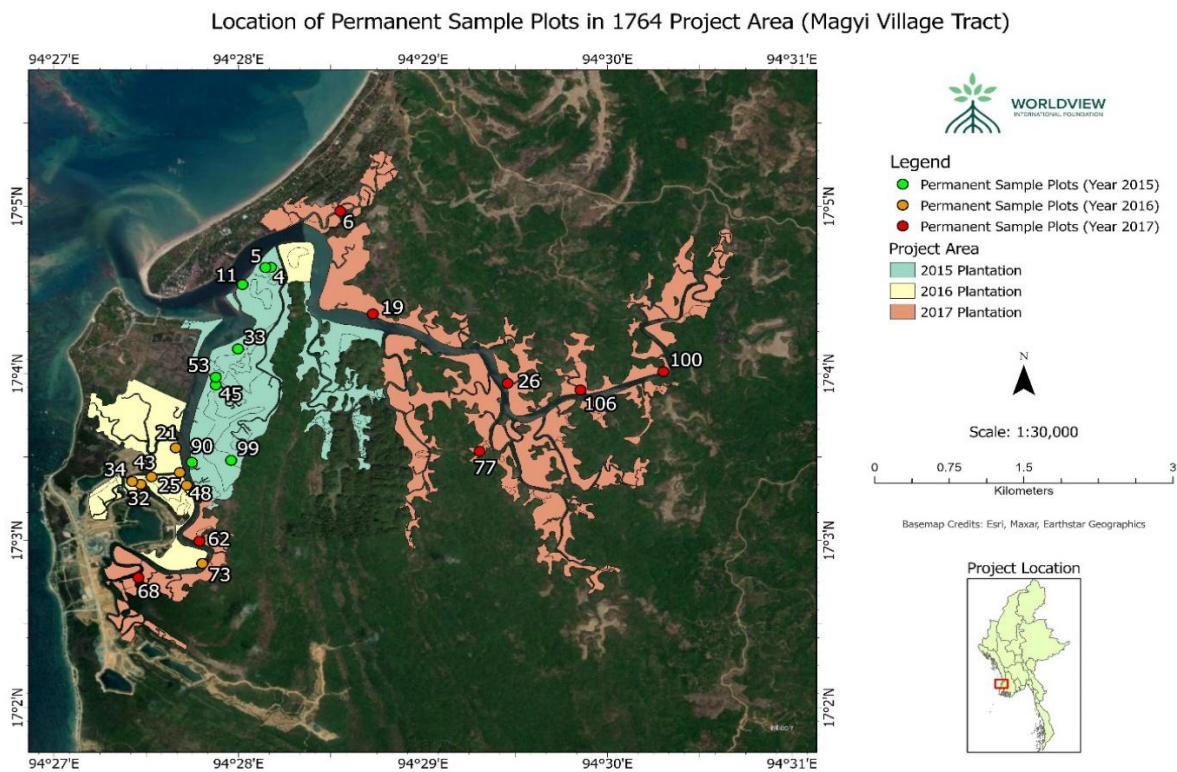 Location of Permanent Sample Plots in 1764 Project Area (Magyi Village Tract)
94°27'E 94°28'E 94°29'E 94°30'E 94°31'E
WORLDVIEW
INTERNATIONAL FOUNDATION
Legend
Permanent Sample Plots (Year 2015)
Permanent Sample Plots (Year 2016)
Permanent Sample Plots (Year 2017)
Project Area
2015 Plantation
2016 Plantation
2017 Plantation
17°5'N 17°5'N
6
5
4
11
19
33
17°4'N 17°4'N
53
45
26
100
106
21
90
99
77
34
43
32
25
48
17°3'N 17°3'N
62
73
68
17°2'N 17°2'N
N
Scale: 1:30,000
0 0.75 1.5 3
Kilometers
Basemap Credits: Esri, Maxar, Earthstar Geographics
Project Location
94°27'E 94°28'E 94°29'E 94°30'E 94°31'E